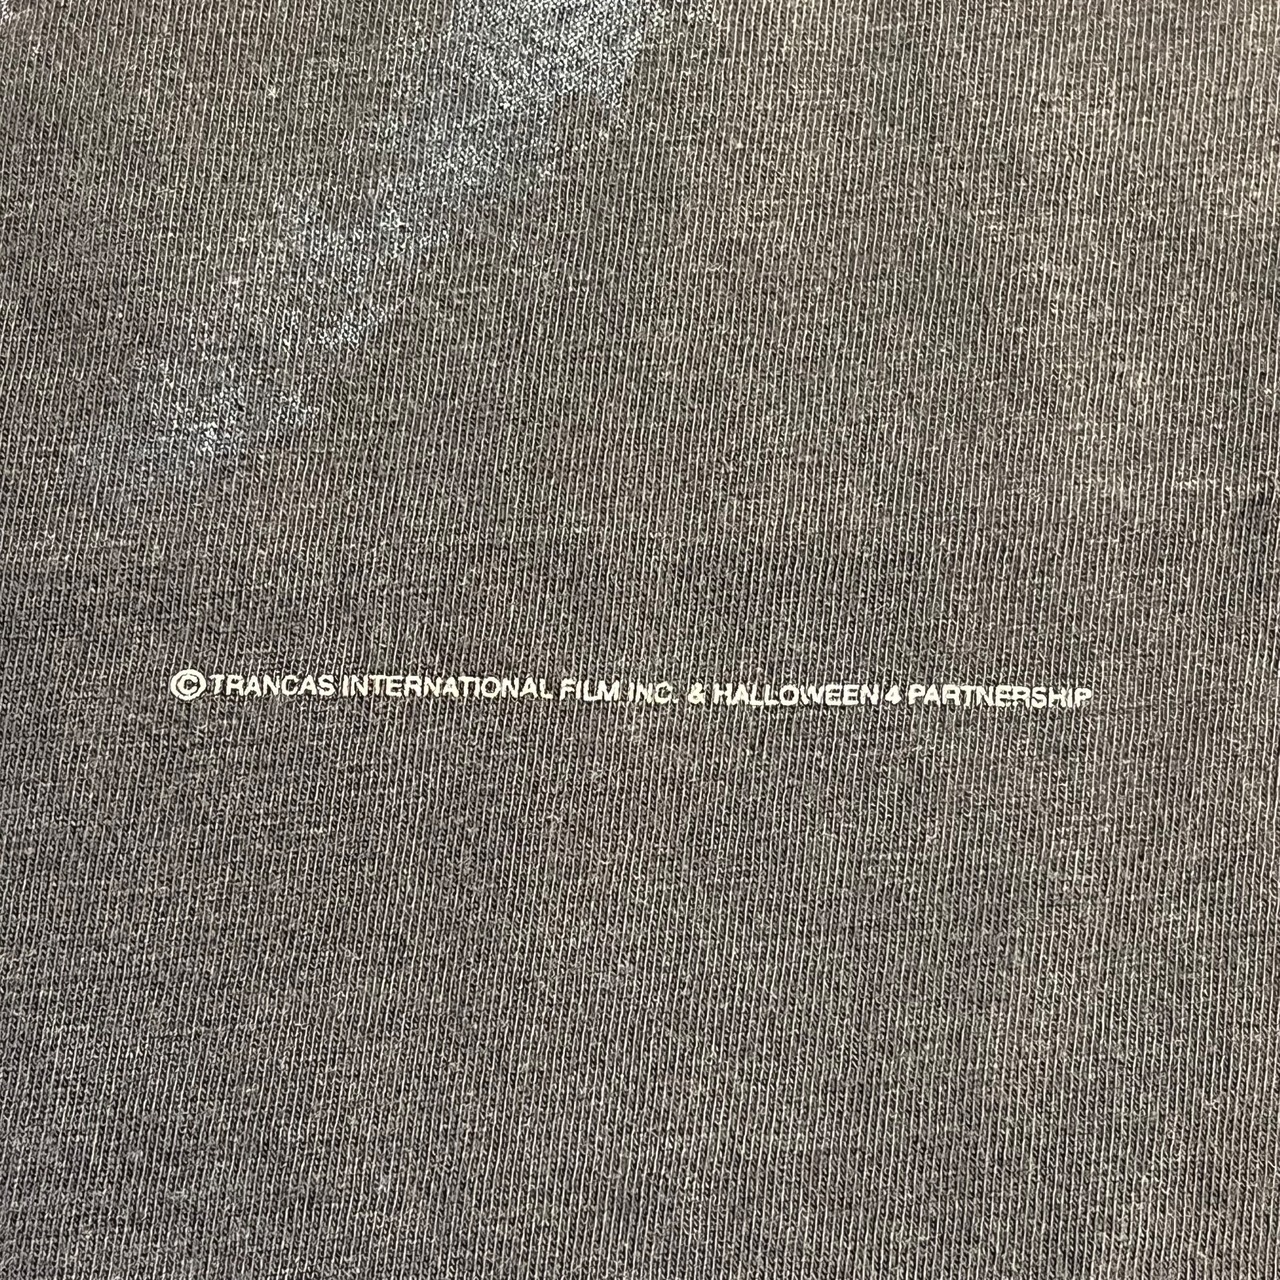 © TRANCAS INTERNATIONAL FILM INC. & HALLOWEEN 4 PARTNERSHIP